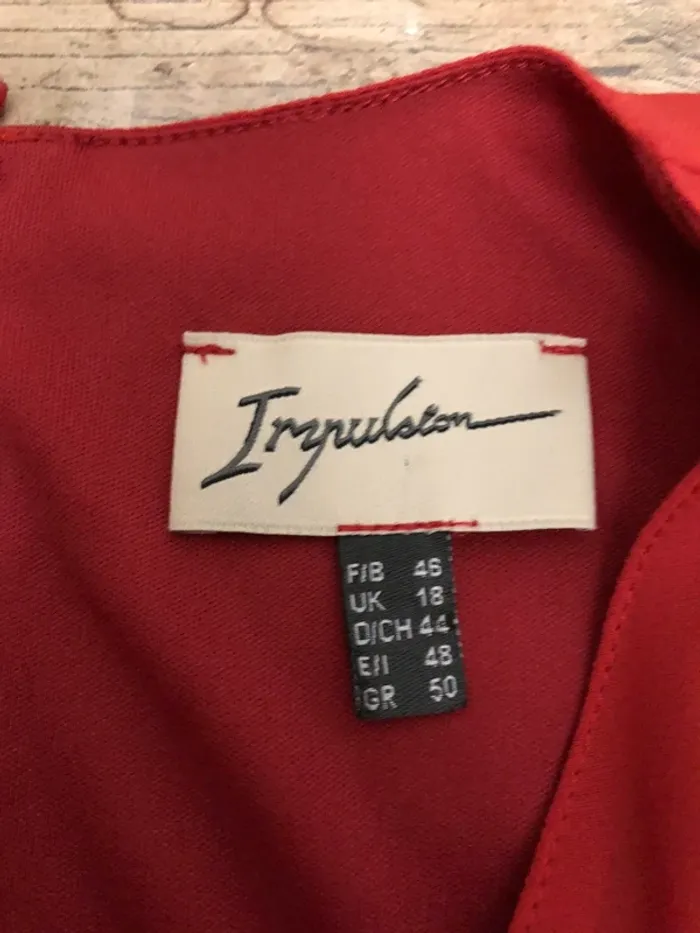 Impulsion
F/B 46
UK 18
D/CH 44
E/I 48
GR 50